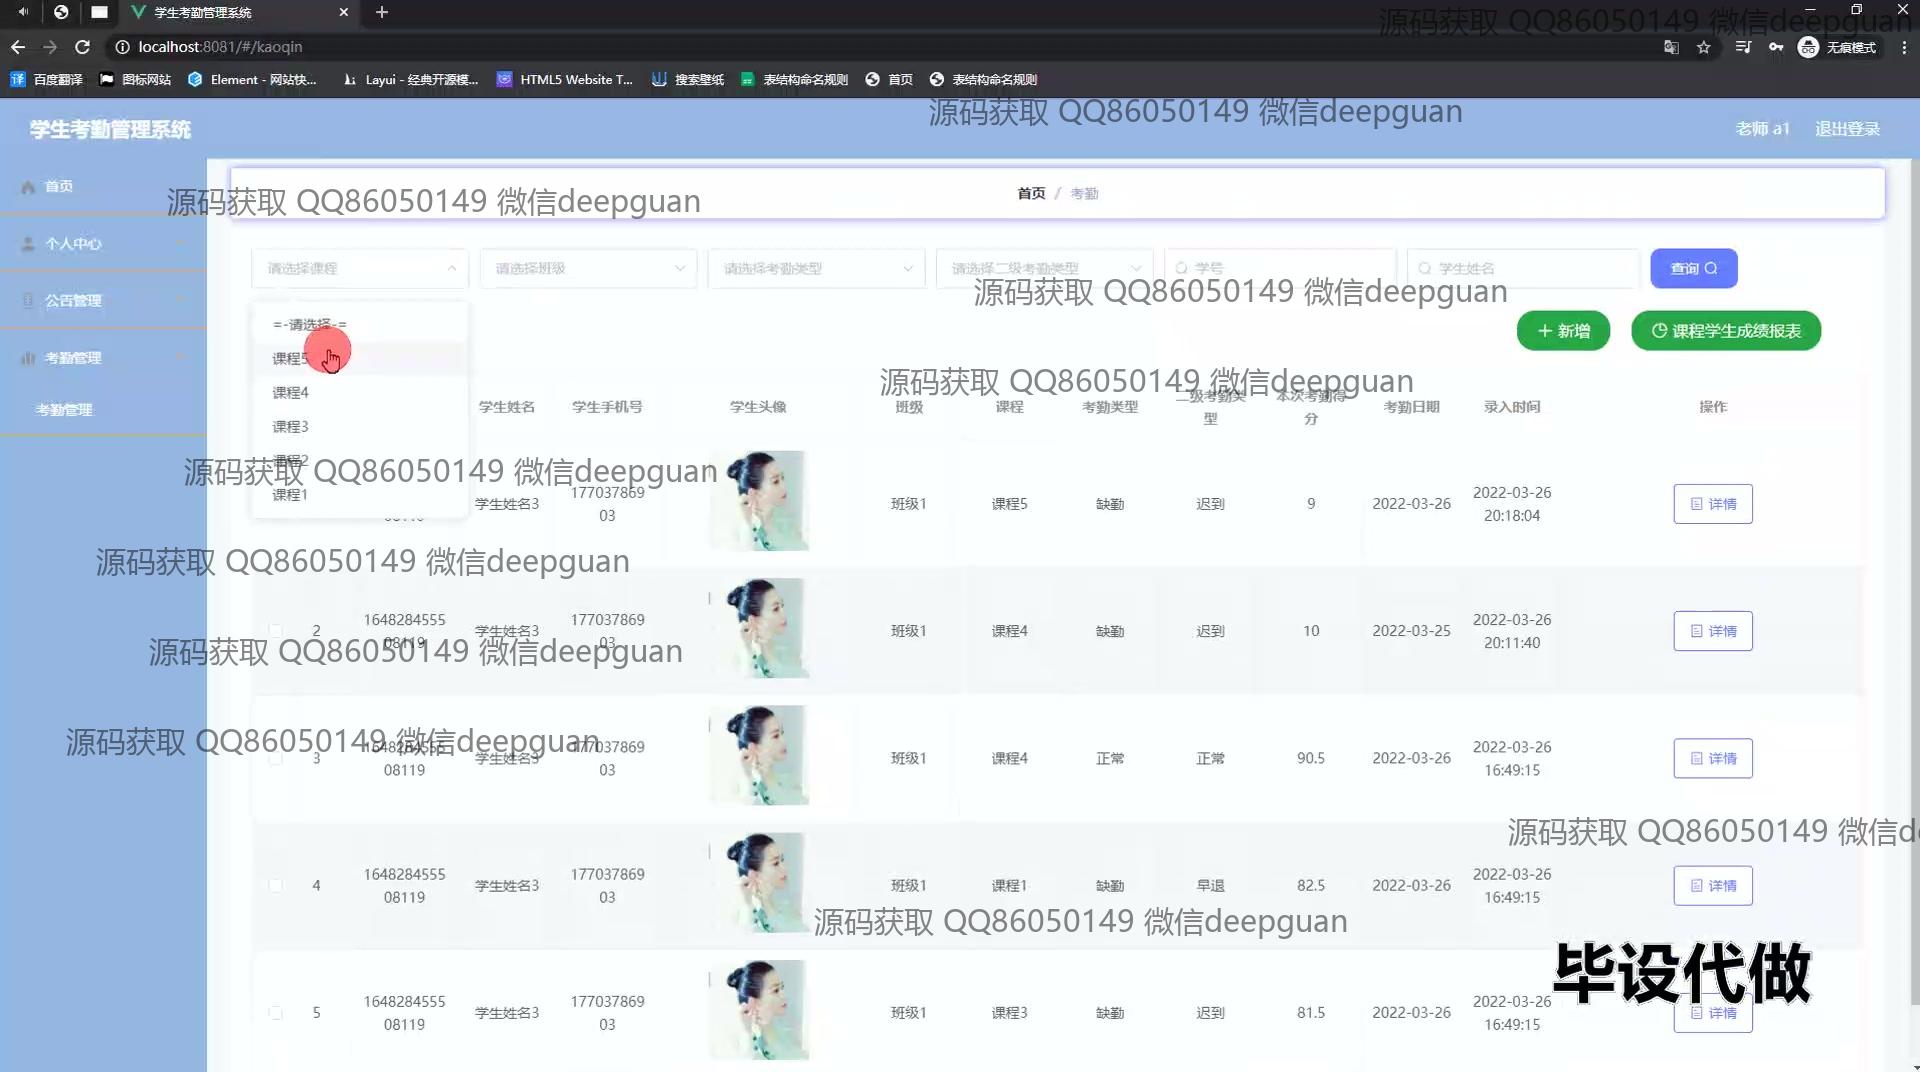 学生考勤管理系统
源码获取 QQ86050149 微信deepguan
localhost:8081/#/kaoqin
无痕模式
百度翻译
图标网站
Element - 网站快...
Layui - 经典开源模...
HTML5 Website T...
搜索壁纸
表结构命名规则
首页
表结构命名规则
源码获取 QQ86050149 微信deepguan
学生考勤管理系统
老师 a1
退出登录
首页
源码获取 QQ86050149 微信deepguan
首页 / 考勤
个人中心
请选择课程
请选择班级
请选择考勤类型
请选择二级考勤类型
学号
学生姓名
查询
源码获取 QQ86050149 微信deepguan
公告管理
=-请选择-=
新增
课程学生成绩报表
考勤管理
课程5
课程4
源码获取 QQ86050149 微信deepguan
考勤管理
学生姓名
学生手机号
学生头像
班级
课程
考勤类型
二级考勤类型
本次考勤得分
考勤日期
录入时间
操作
课程3
课程2
源码获取 QQ86050149 微信deepguan
课程1
学生姓名3
177037869
03
班级1
课程5
缺勤
迟到
9
2022-03-26
2022-03-26
20:18:04
详情
源码获取 QQ86050149 微信deepguan
2
1648284555
08119
学生姓名3
177037869
03
班级1
课程4
缺勤
迟到
10
2022-03-25
2022-03-26
20:11:40
详情
源码获取 QQ86050149 微信deepguan
源码获取 QQ86050149 微信deepguan
3
1648284555
08119
学生姓名3
177037869
03
班级1
课程4
正常
正常
90.5
2022-03-26
2022-03-26
16:49:15
详情
源码获取 QQ86050149
4
1648284555
08119
学生姓名3
177037869
03
班级1
课程1
缺勤
早退
82.5
2022-03-26
2022-03-26
16:49:15
详情
源码获取 QQ86050149 微信deepguan
毕设代做
5
1648284555
08119
学生姓名3
177037869
03
班级1
课程3
缺勤
迟到
81.5
2022-03-26
2022-03-26
16:49:15
详情